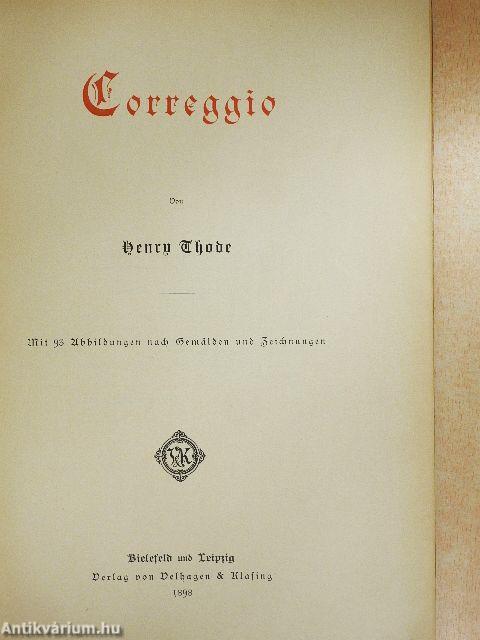 Correggio
Von
Henry Thode
Mit 93 Abbildungen nach Gemälden und Zeichnungen
VK
Bielefeld und Leipzig
Verlag von Velhagen & Klasing
1898
Antikvárium.hu